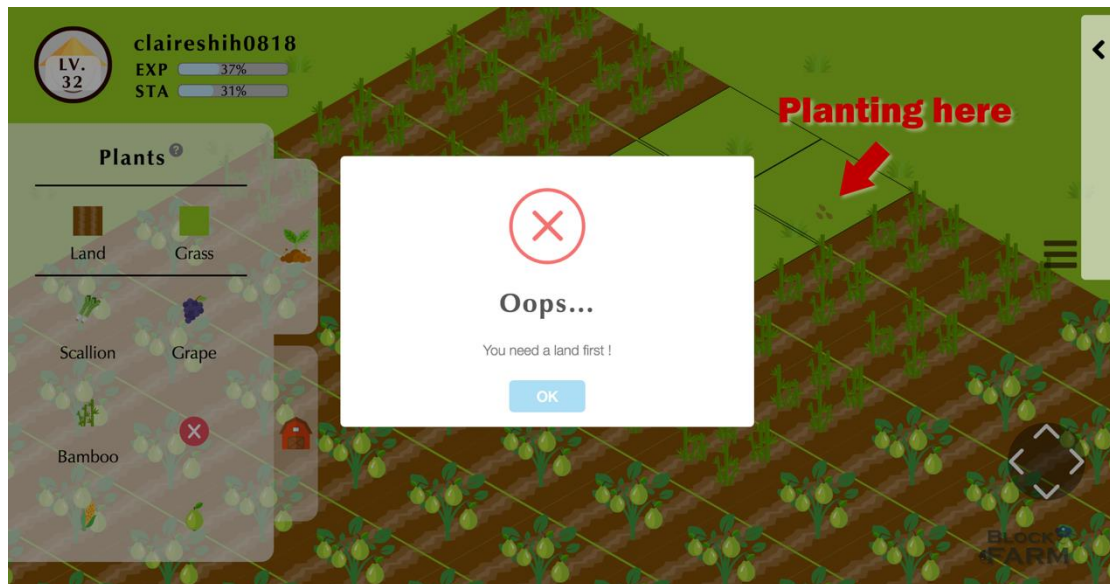 claireshih0818
LV.
32
EXP 37%
STA 31%
Planting here
Plants ?
Land Grass
Oops...
Scallion Grape
You need a land first !
OK
Bamboo
BLOCK
FARM